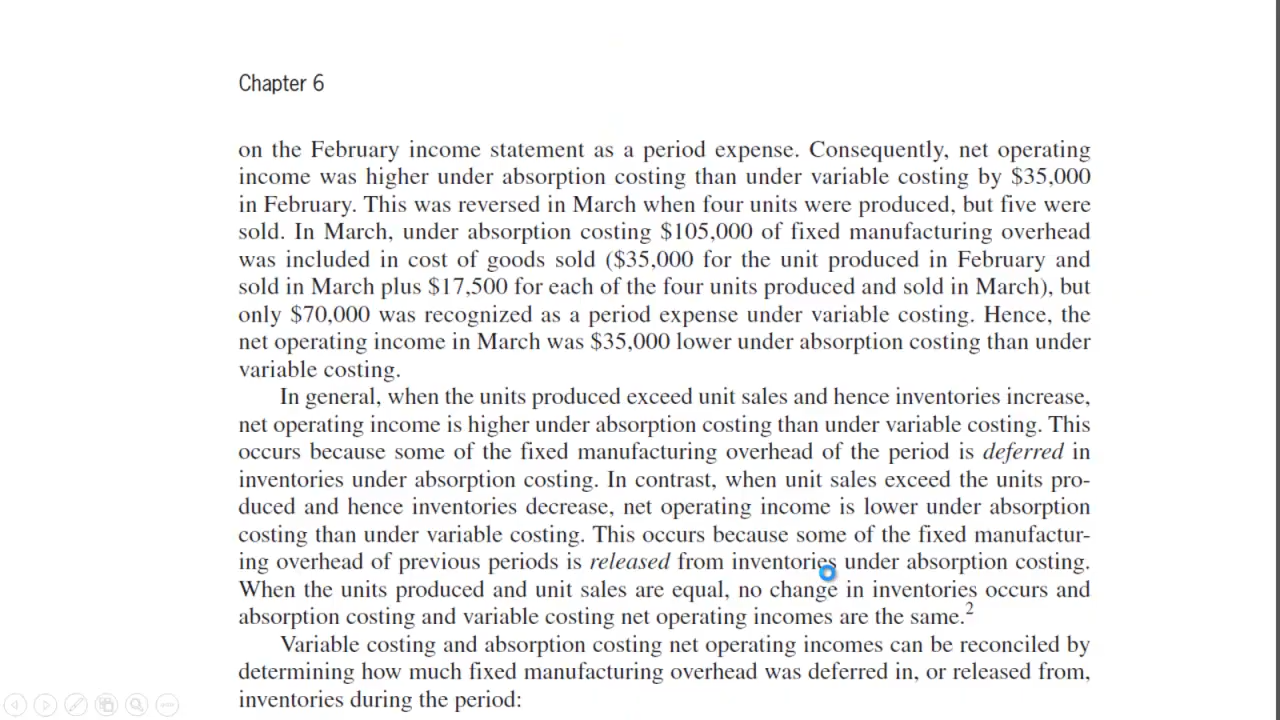 Chapter 6
on the February income statement as a period expense. Consequently, net operating
income was higher under absorption costing than under variable costing by $35,000
in February. This was reversed in March when four units were produced, but five were
sold. In March, under absorption costing $105,000 of fixed manufacturing overhead
was included in cost of goods sold ($35,000 for the unit produced in February and
sold in March plus $17,500 for each of the four units produced and sold in March), but
only $70,000 was recognized as a period expense under variable costing. Hence, the
net operating income in March was $35,000 lower under absorption costing than under
variable costing.
In general, when the units produced exceed unit sales and hence inventories increase,
net operating income is higher under absorption costing than under variable costing. This
occurs because some of the fixed manufacturing overhead of the period is deferred in
inventories under absorption costing. In contrast, when unit sales exceed the units pro-
duced and hence inventories decrease, net operating income is lower under absorption
costing than under variable costing. This occurs because some of the fixed manufactur-
ing overhead of previous periods is released from inventories under absorption costing.
When the units produced and unit sales are equal, no change in inventories occurs and
absorption costing and variable costing net operating incomes are the same.2
Variable costing and absorption costing net operating incomes can be reconciled by
determining how much fixed manufacturing overhead was deferred in, or released from,
inventories during the period: